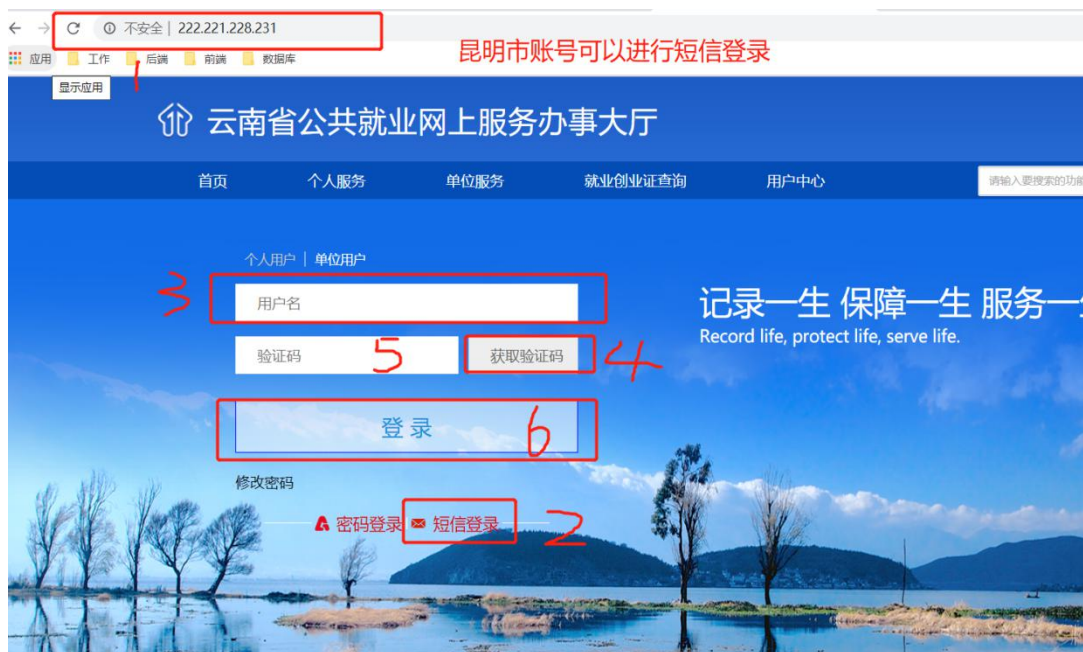 不安全 | 222.221.228.231
应用 工作 后端 前端 数据库
昆明市账号可以进行短信登录
显示应用
1
云南省公共就业网上服务办事大厅
首页 个人服务 单位服务 就业创业证查询 用户中心 请输入要搜索的功能
个人用户 | 单位用户
3 用户名
记录一生 保障一生 服务一
Record life, protect life, serve life.
验证码 5 获取验证码 4
登录 6
修改密码
密码登录 短信登录 2